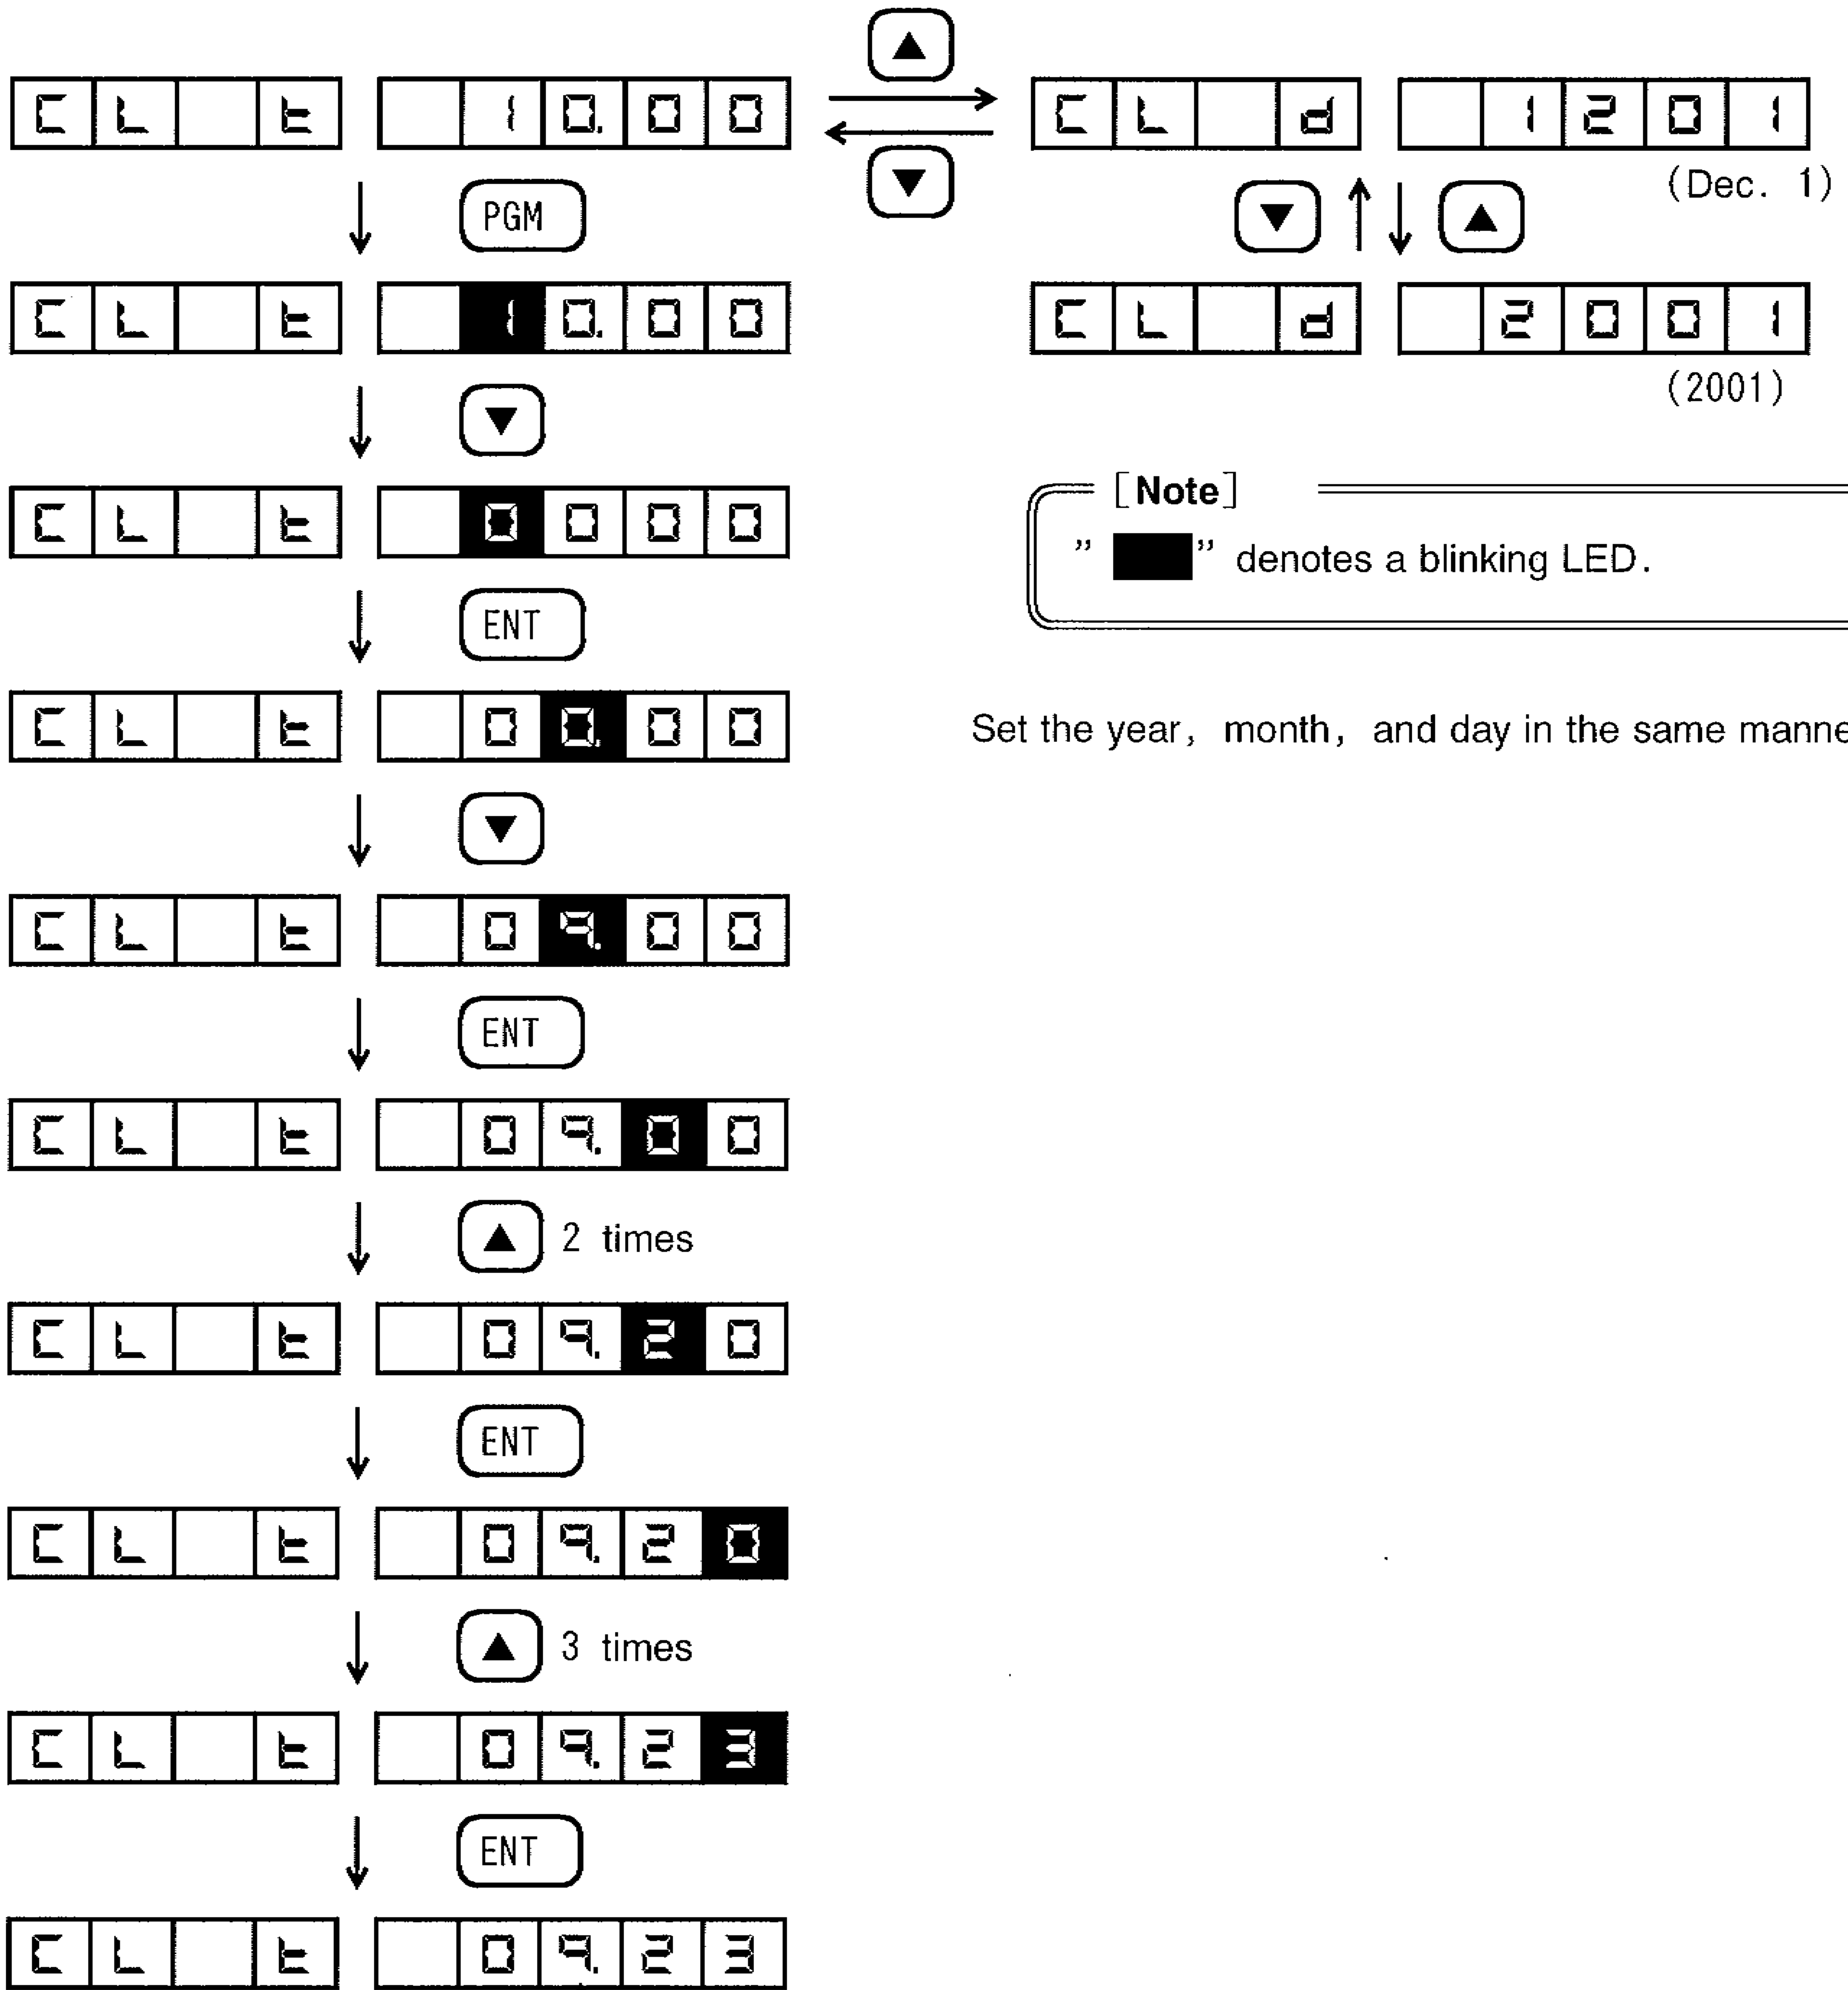 CL t 10.00
▲
▼
CL d 1201
(Dec. 1)
▼ ▲
CL d 2001
(2001)
PGM
CL t 10.00
▼
CL t 0000
ENT
CL t 00.00
▼
CL t 09.00
ENT
CL t 09.00
▲ 2 times
CL t 09.20
ENT
CL t 09.20
▲ 3 times
CL t 09.23
ENT
CL t 09.23
[Note]
" " denotes a blinking LED.
Set the year, month, and day in the same manne